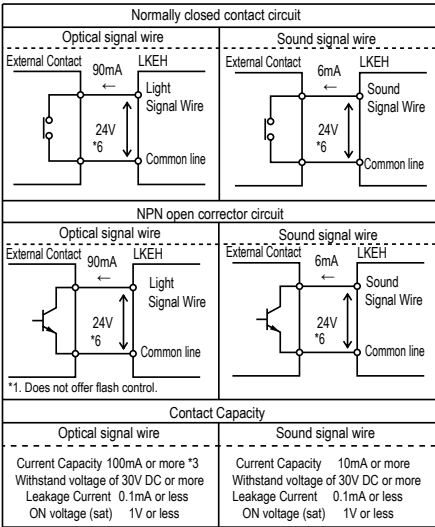 Normally closed contact circuit
Optical signal wire
Sound signal wire
External Contact
LKEH
90mA
←
Light
Signal Wire
24V
*6
Common line
External Contact
LKEH
6mA
←
Sound
Signal Wire
24V
*6
Common line
NPN open corrector circuit
Optical signal wire
Sound signal wire
External Contact
LKEH
90mA
←
Light
Signal Wire
24V
*6
Common line
*1. Does not offer flash control.
External Contact
LKEH
6mA
←
Sound
Signal Wire
24V
*6
Common line
Contact Capacity
Optical signal wire
Sound signal wire
Current Capacity 100mA or more *3
Withstand voltage of 30V DC or more
Leakage Current 0.1mA or less
ON voltage (sat) 1V or less
Current Capacity 10mA or more
Withstand voltage of 30V DC or more
Leakage Current 0.1mA or less
ON voltage (sat) 1V or less